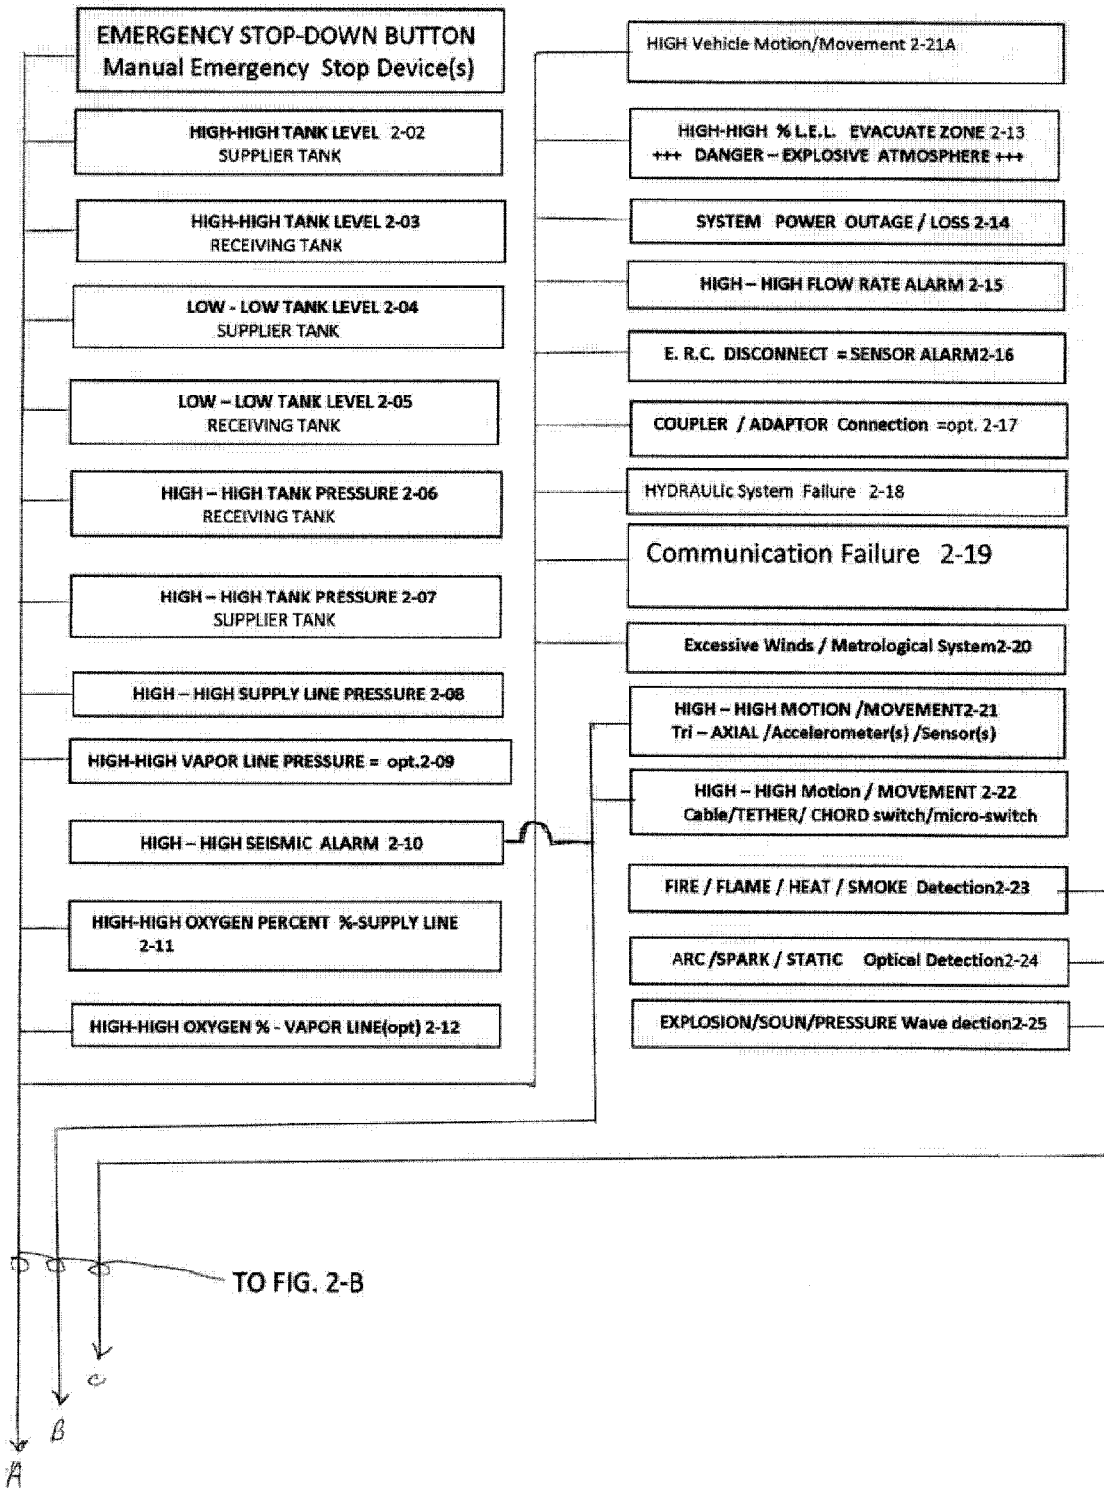 EMERGENCY STOP-DOWN BUTTON
Manual Emergency Stop Device(s)
HIGH-HIGH TANK LEVEL 2-02
SUPPLIER TANK
HIGH-HIGH TANK LEVEL 2-03
RECEIVING TANK
LOW - LOW TANK LEVEL 2-04
SUPPLIER TANK
LOW – LOW TANK LEVEL 2-05
RECEIVING TANK
HIGH – HIGH TANK PRESSURE 2-06
RECEIVING TANK
HIGH – HIGH TANK PRESSURE 2-07
SUPPLIER TANK
HIGH – HIGH SUPPLY LINE PRESSURE 2-08
HIGH-HIGH VAPOR LINE PRESSURE = opt.2-09
HIGH – HIGH SEISMIC ALARM 2-10
HIGH-HIGH OXYGEN PERCENT %-SUPPLY LINE
2-11
HIGH-HIGH OXYGEN % - VAPOR LINE(opt) 2-12
HIGH Vehicle Motion/Movement 2-21A
HIGH-HIGH % L.E.L. EVACUATE ZONE 2-13
+++ DANGER – EXPLOSIVE ATMOSPHERE +++
SYSTEM POWER OUTAGE / LOSS 2-14
HIGH – HIGH FLOW RATE ALARM 2-15
E. R.C. DISCONNECT = SENSOR ALARM2-16
COUPLER / ADAPTOR Connection =opt. 2-17
HYDRAULic System Failure 2-18
Communication Failure 2-19
Excessive Winds / Metrological System2-20
HIGH – HIGH MOTION /MOVEMENT2-21
Tri – AXIAL /Accelerometer(s) /Sensor(s)
HIGH – HIGH Motion / MOVEMENT 2-22
Cable/TETHER/ CHORD switch/micro-switch
FIRE / FLAME / HEAT / SMOKE Detection2-23
ARC /SPARK / STATIC Optical Detection2-24
EXPLOSION/SOUN/PRESSURE Wave dection2-25
TO FIG. 2-B
C
B
A